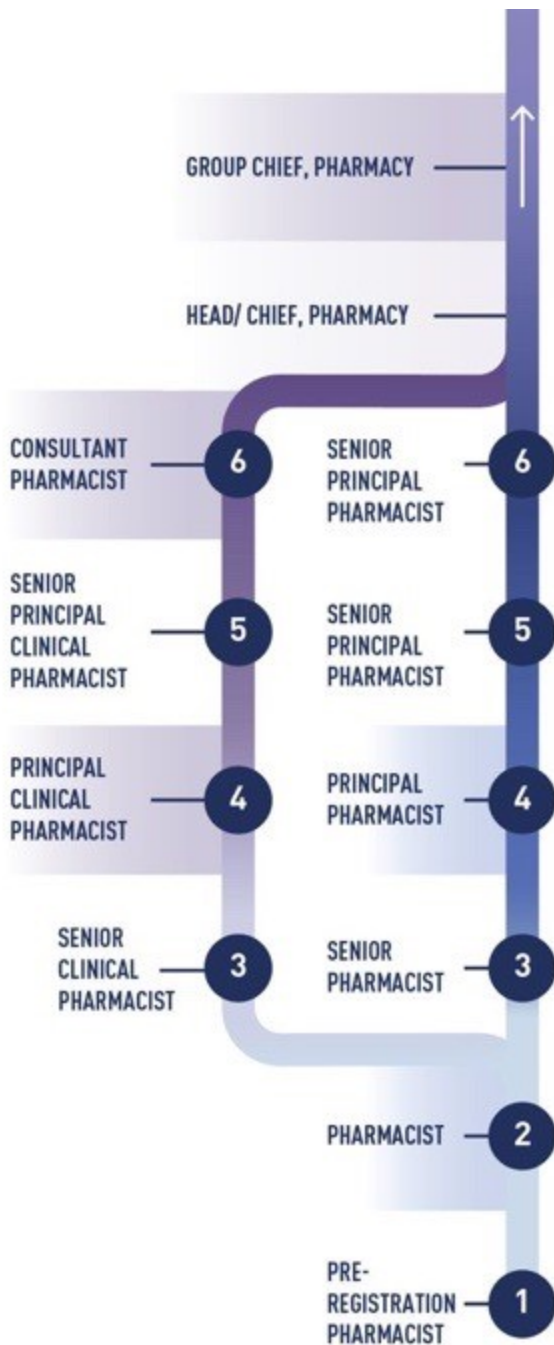 GROUP CHIEF, PHARMACY
HEAD/ CHIEF, PHARMACY
CONSULTANT
PHARMACIST
6
SENIOR
PRINCIPAL
PHARMACIST
6
SENIOR
PRINCIPAL
CLINICAL
PHARMACIST
5
SENIOR
PRINCIPAL
PHARMACIST
5
PRINCIPAL
CLINICAL
PHARMACIST
4
PRINCIPAL
PHARMACIST
4
SENIOR
CLINICAL
PHARMACIST
3
SENIOR
PHARMACIST
3
PHARMACIST
2
PRE-
REGISTRATION
PHARMACIST
1